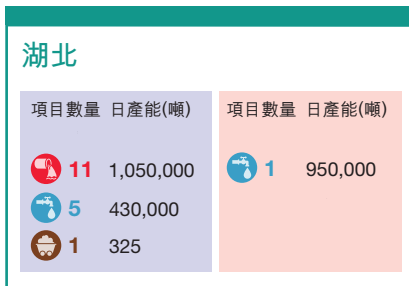 湖北
項目數量 日產能(噸)
11 1,050,000
5 430,000
1 325
項目數量 日產能(噸)
1 950,000